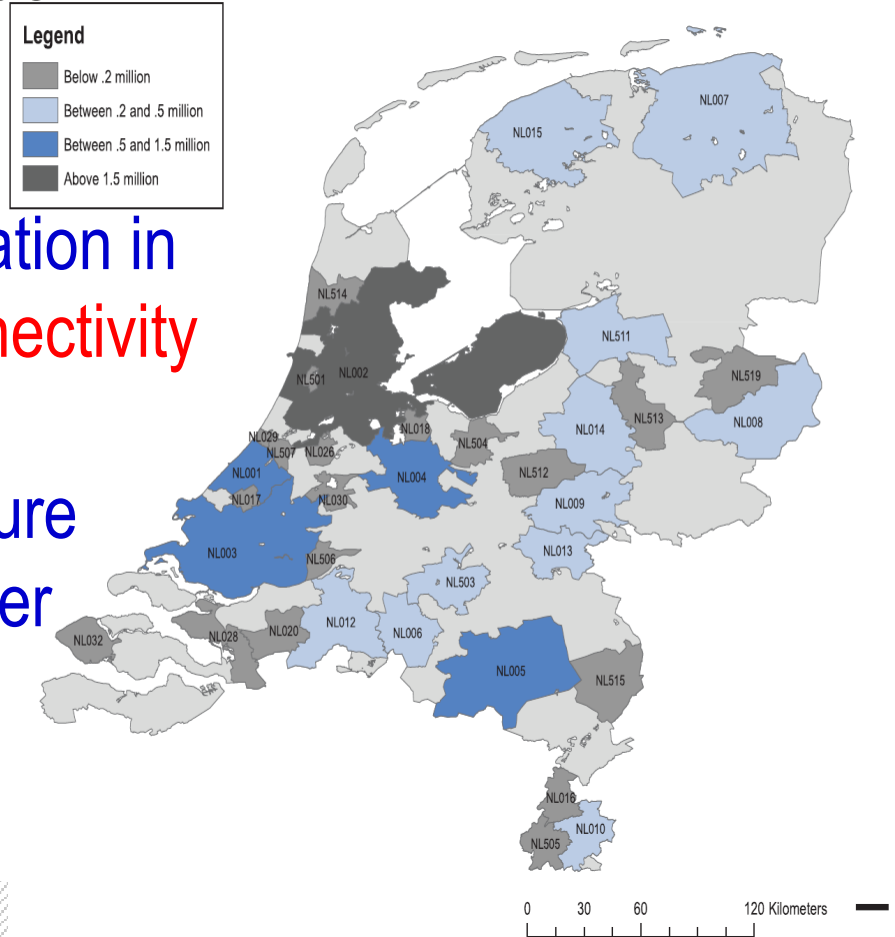 Legend
Below .2 million
Between .2 and .5 million
Between .5 and 1.5 million
Above 1.5 million
ation in
nectivity
ure
er
NL007
NL015
NL514
NL511
NL501
NL002
NL519
NL513
NL008
NL014
NL018
NL029
NL507
NL026
NL504
NL001
NL004
NL512
NL017
NL030
NL009
NL003
NL506
NL013
NL503
NL032
NL028
NL020
NL012
NL006
NL005
NL515
NL016
NL010
NL505
0 30 60 120 Kilometers